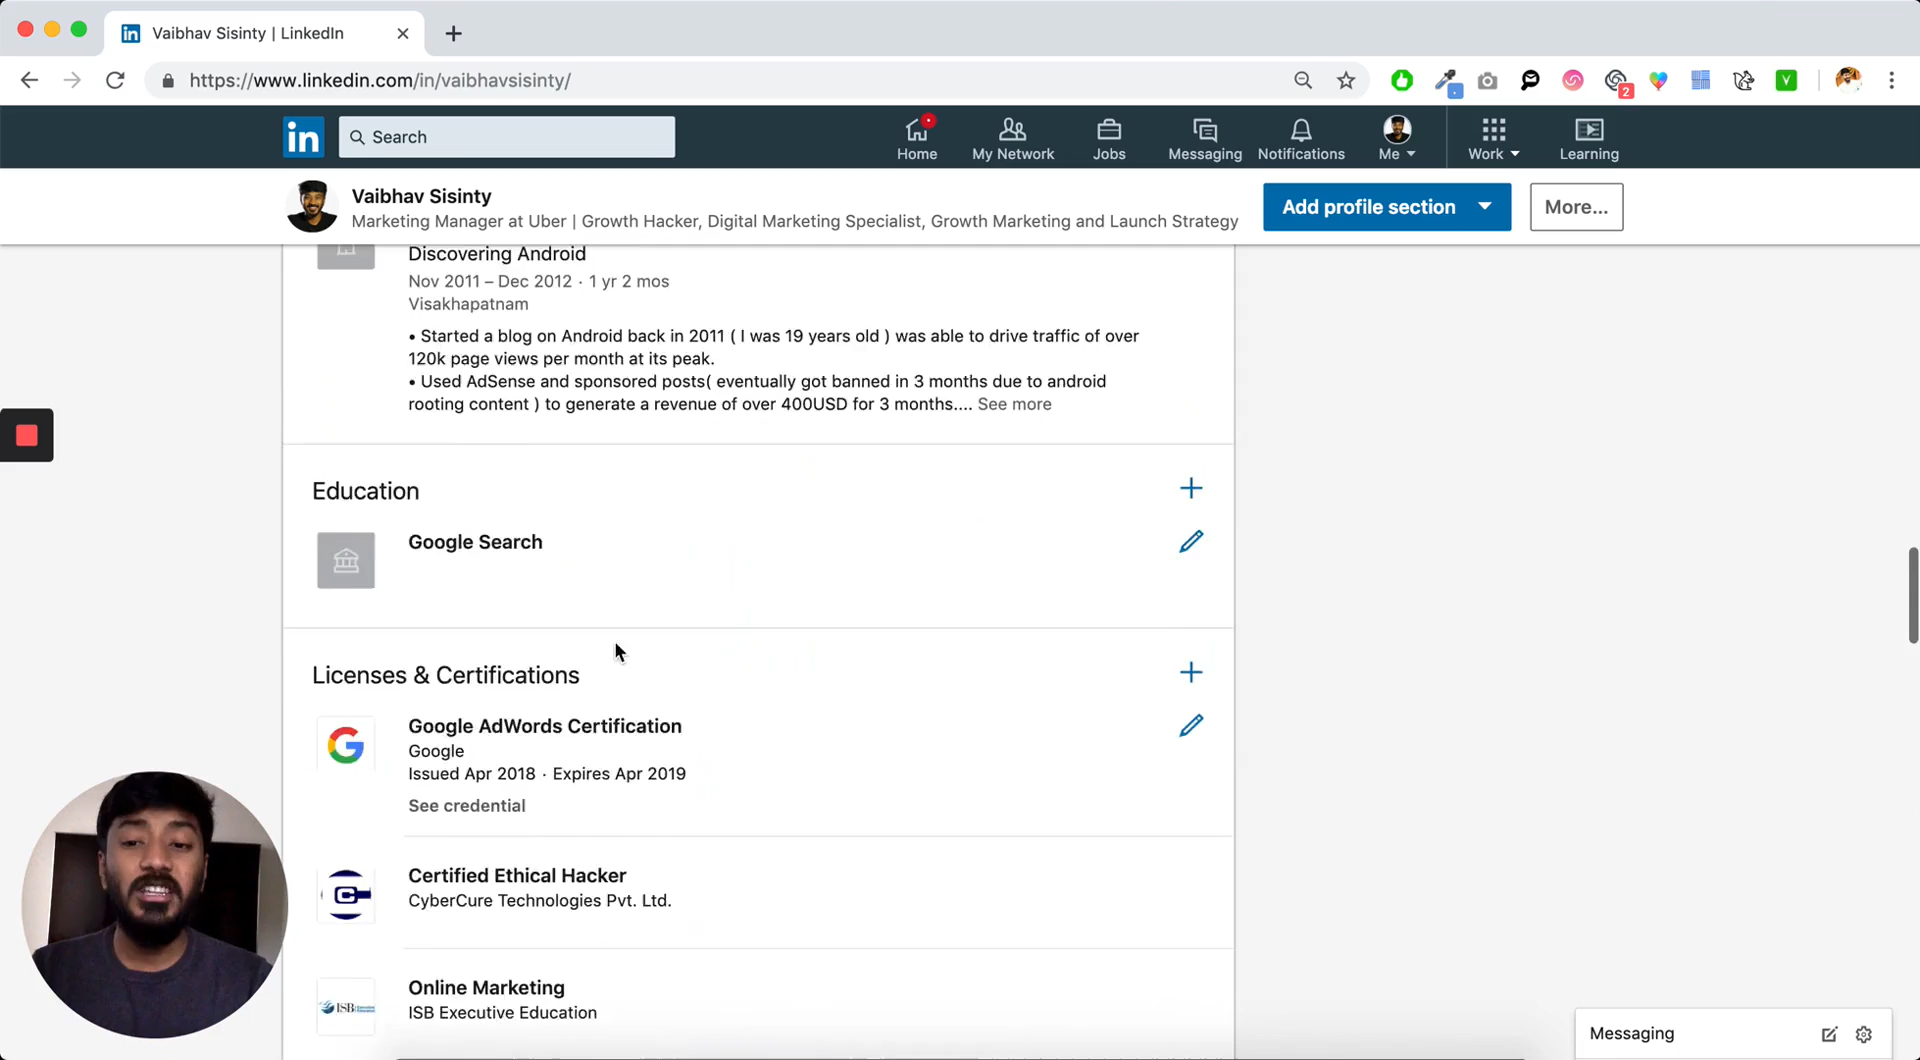 Vaibhav Sisinty | LinkedIn
https://www.linkedin.com/in/vaibhavsisinty/
2
V
in
Search
Home
My Network
Jobs
Messaging
Notifications
Me
Work
Learning
Vaibhav Sisinty
Marketing Manager at Uber | Growth Hacker, Digital Marketing Specialist, Growth Marketing and Launch Strategy
Add profile section
More...
Discovering Android
Nov 2011 – Dec 2012 · 1 yr 2 mos
Visakhapatnam
• Started a blog on Android back in 2011 ( I was 19 years old ) was able to drive traffic of over
120k page views per month at its peak.
• Used AdSense and sponsored posts( eventually got banned in 3 months due to android
rooting content ) to generate a revenue of over 400USD for 3 months.... See more
Education
Google Search
Licenses & Certifications
Google AdWords Certification
Google
Issued Apr 2018 · Expires Apr 2019
See credential
Certified Ethical Hacker
CyberCure Technologies Pvt. Ltd.
Online Marketing
ISB
ISB Executive Education
Messaging